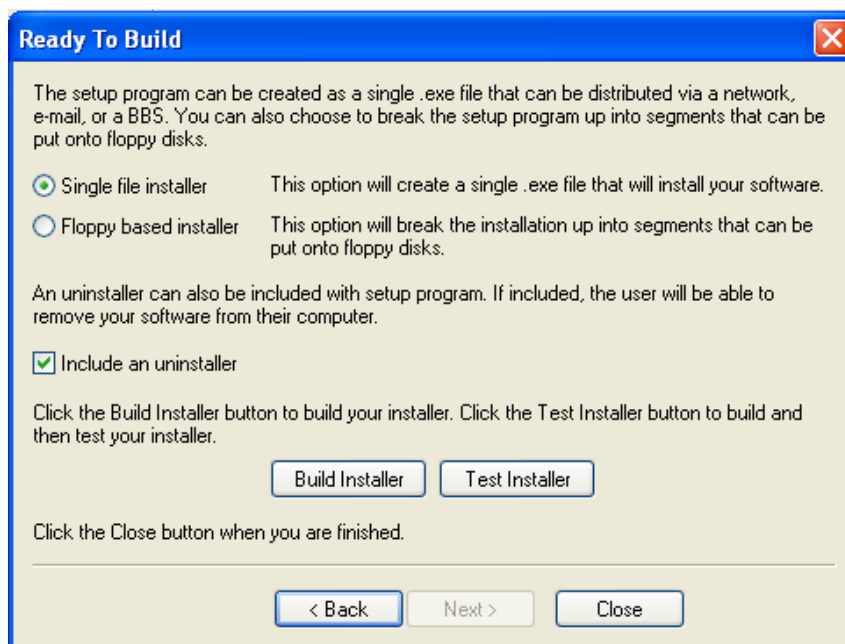 Ready To Build
The setup program can be created as a single .exe file that can be distributed via a network,
e-mail, or a BBS. You can also choose to break the setup program up into segments that can be
put onto floppy disks.
Single file installer This option will create a single .exe file that will install your software.
Floppy based installer This option will break the installation up into segments that can be
put onto floppy disks.
An uninstaller can also be included with setup program. If included, the user will be able to
remove your software from their computer.
Include an uninstaller
Click the Build Installer button to build your installer. Click the Test Installer button to build and
then test your installer.
Build Installer Test Installer
Click the Close button when you are finished.
< Back Next > Close